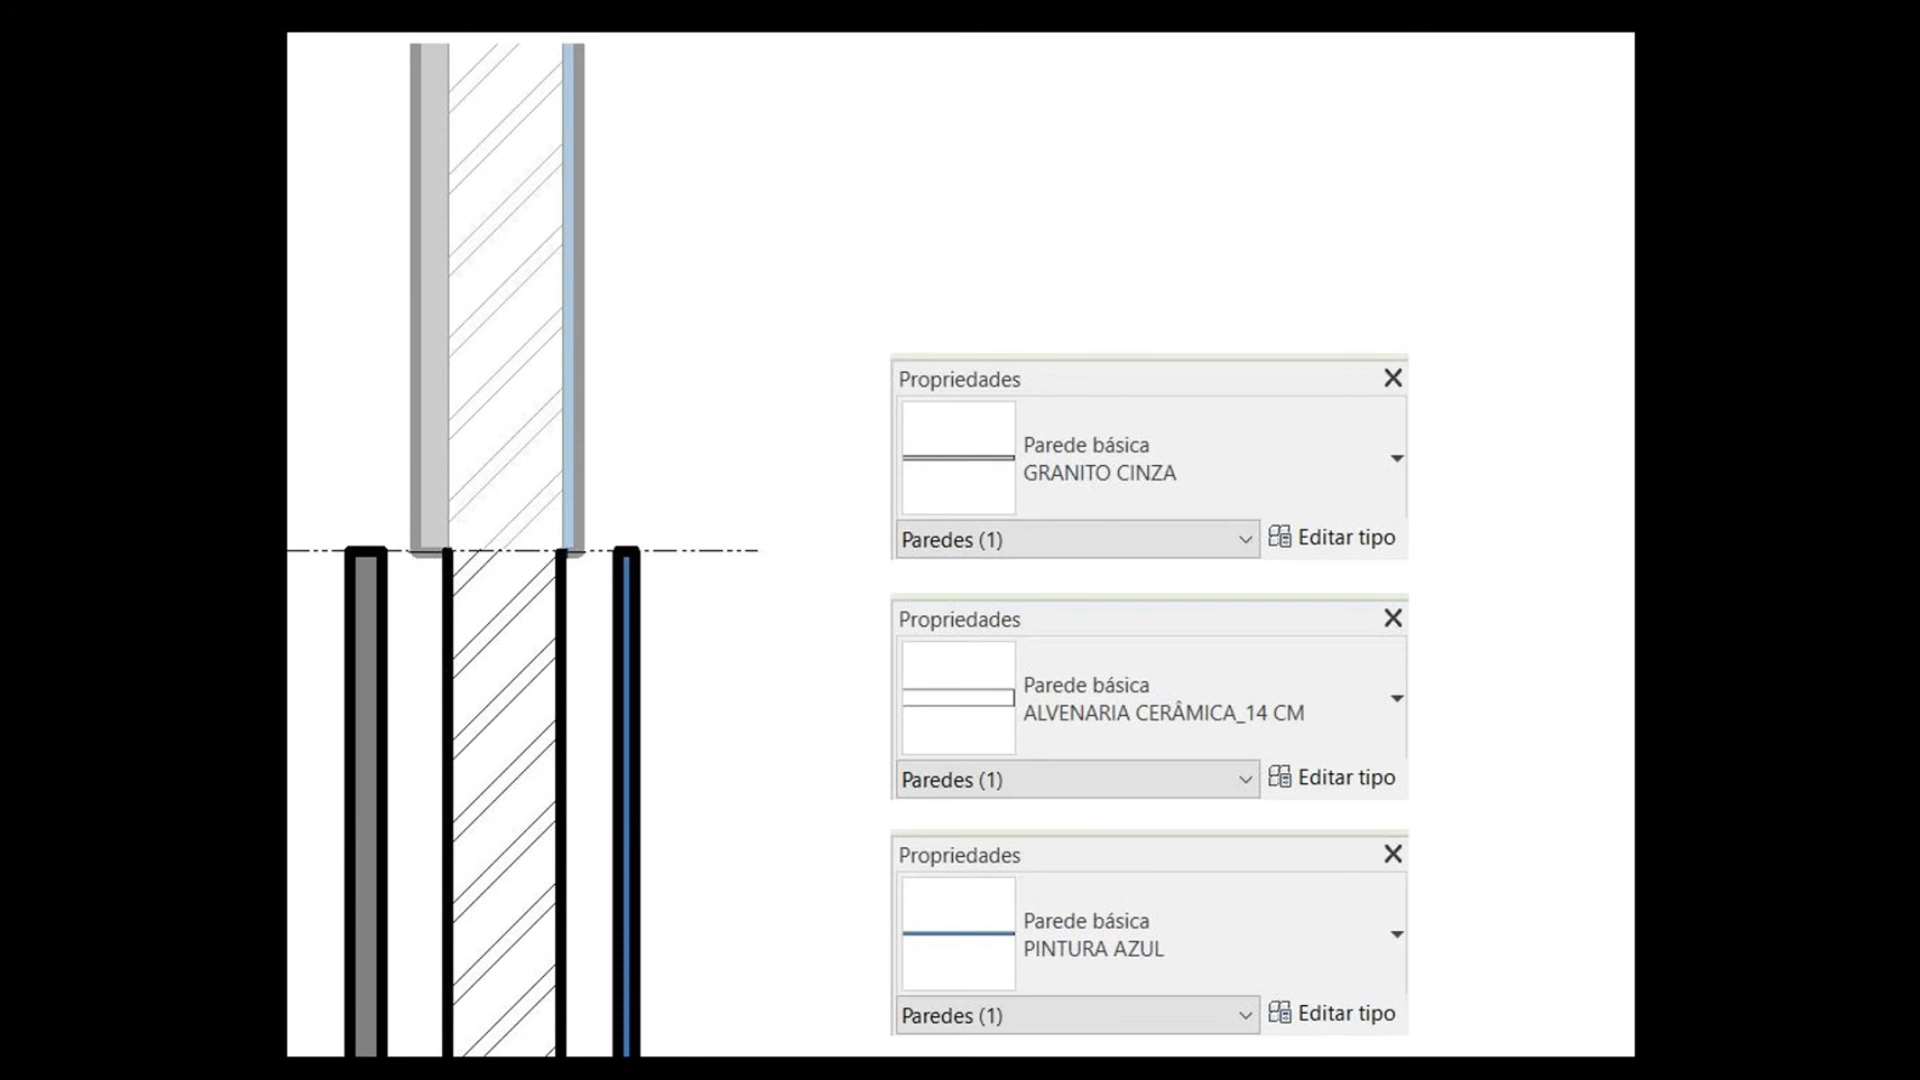 Propriedades
Parede básica
GRANITO CINZA
Paredes (1)
Editar tipo
Propriedades
Parede básica
ALVENARIA CERÂMICA_14 CM
Paredes (1)
Editar tipo
Propriedades
Parede básica
PINTURA AZUL
Paredes (1)
Editar tipo